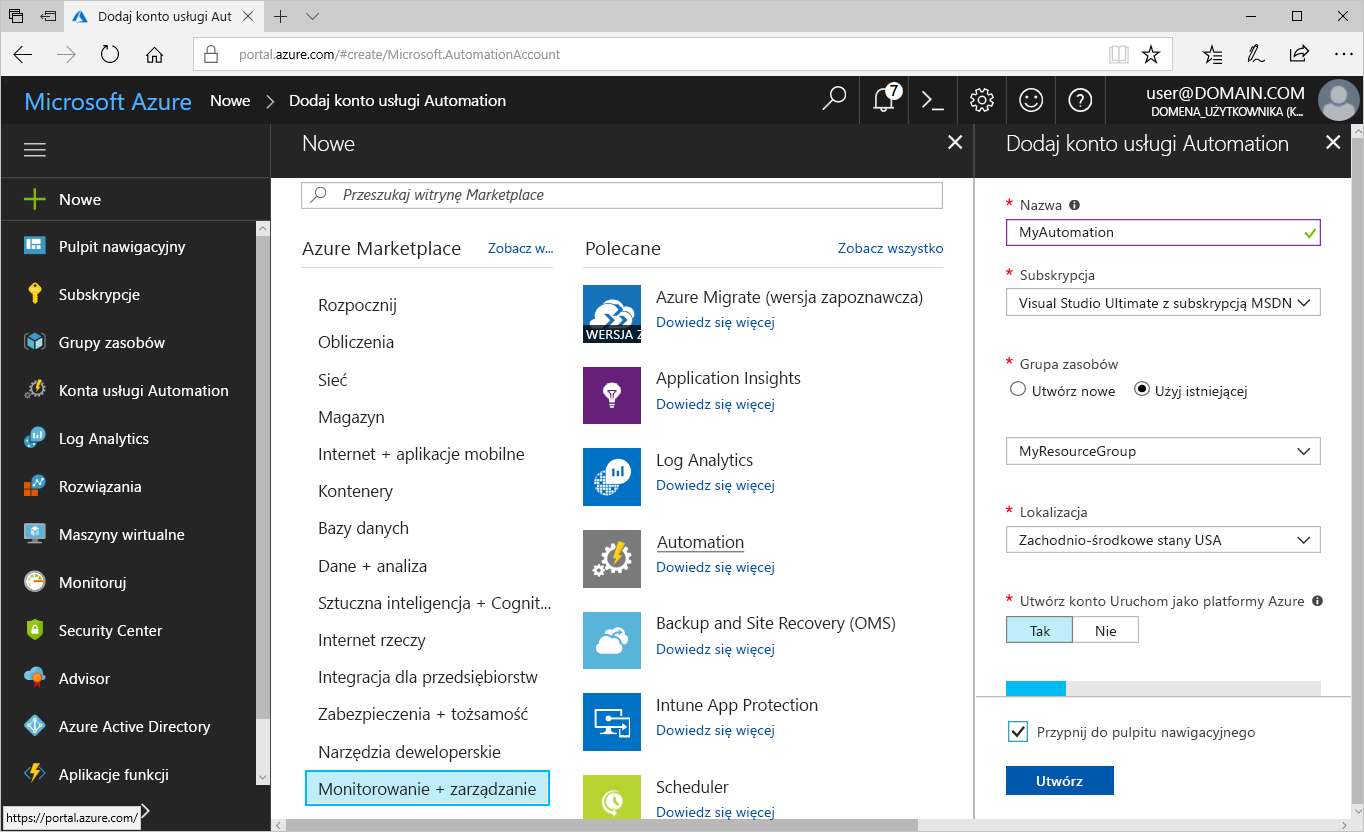 Dodaj konto usługi Aut
portal.azure.com/#create/Microsoft.AutomationAccount
Microsoft Azure
Nowe
Dodaj konto usługi Automation
7
user@DOMAIN.COM
DOMENA_UŻYTKOWNIKA (K...
Nowe
Pulpit nawigacyjny
Subskrypcje
Grupy zasobów
Konta usługi Automation
Log Analytics
Rozwiązania
Maszyny wirtualne
Monitoruj
Security Center
Advisor
Azure Active Directory
Aplikacje funkcji
https://portal.azure.com/
Nowe
Przeszukaj witrynę Marketplace
Azure Marketplace
Zobacz w...
Rozpocznij
Obliczenia
Sieć
Magazyn
Internet + aplikacje mobilne
Kontenery
Bazy danych
Dane + analiza
Sztuczna inteligencja + Cognit...
Internet rzeczy
Integracja dla przedsiębiorstw
Zabezpieczenia + tożsamość
Narzędzia deweloperskie
Monitorowanie + zarządzanie
Polecane
Zobacz wszystko
Azure Migrate (wersja zapoznawcza)
Dowiedz się więcej
WERSJA Z
Application Insights
Dowiedz się więcej
Log Analytics
Dowiedz się więcej
Automation
Dowiedz się więcej
Backup and Site Recovery (OMS)
Dowiedz się więcej
Intune App Protection
Dowiedz się więcej
Scheduler
Dowiedz się więcej
Dodaj konto usługi Automation
* Nazwa
MyAutomation
* Subskrypcja
Visual Studio Ultimate z subskrypcją MSDN
* Grupa zasobów
Utwórz nowe
Użyj istniejącej
MyResourceGroup
* Lokalizacja
Zachodnio-środkowe stany USA
* Utwórz konto Uruchom jako platformy Azure
Tak
Nie
Przypnij do pulpitu nawigacyjnego
Utwórz